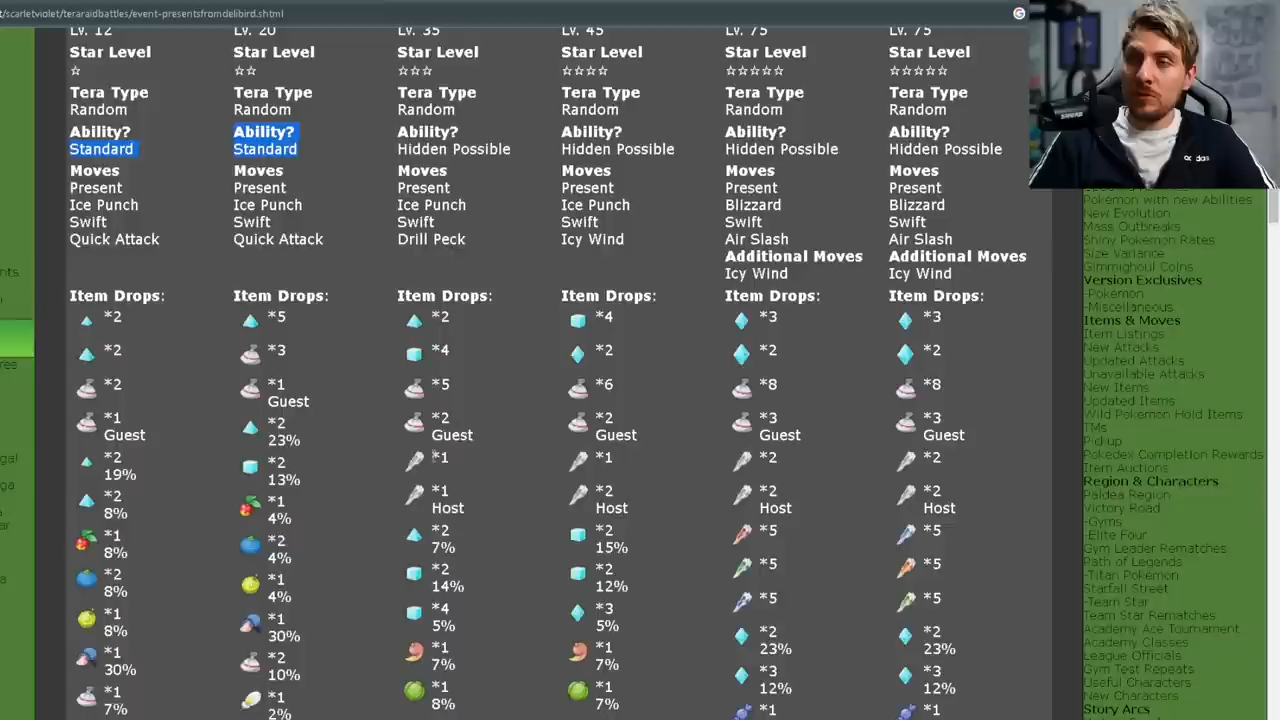 t/scarletviolet/teraraidbattles/event-presentsfromdelibird.shtml
Lv. 12 Lv. 20 Lv. 35 Lv. 45 Lv. 75 Lv. 75
Star Level Star Level Star Level Star Level Star Level Star Level
☆ ☆☆ ☆☆☆ ☆☆☆☆ ☆☆☆☆☆ ☆☆☆☆☆
Tera Type Tera Type Tera Type Tera Type Tera Type Tera Type
Random Random Random Random Random Random
Ability? Ability? Ability? Ability? Ability? Ability?
Standard Standard Hidden Possible Hidden Possible Hidden Possible Hidden Possible
Moves Moves Moves Moves Moves Moves
Present Present Present Present Present Present
Ice Punch Ice Punch Ice Punch Ice Punch Blizzard Blizzard
Swift Swift Swift Swift Swift Swift
Quick Attack Quick Attack Drill Peck Icy Wind Air Slash Air Slash
Additional Moves Additional Moves
Icy Wind Icy Wind
Item Drops: Item Drops: Item Drops: Item Drops: Item Drops: Item Drops:
*2 *5 *2 *4 *3 *3
*2 *3 *4 *2 *2 *2
*2 *1 *5 *6 *8 *8
Guest
*1 *2 *2 *2 *3 *3
Guest 23% Guest Guest Guest Guest
*2 *2 *1 *1 *2 *2
19% 13%
*2 *1 *1 *2 *2 *2
8% 4% Host Host Host Host
*1 *2 *2 *2 *5 *5
8% 4% 7% 15%
*2 *1 *2 *2 *5 *5
8% 4% 14% 12%
*1 *1 *4 *3 *5 *5
8% 30% 5% 5%
*1 *2 *1 *1 *2 *2
30% 10% 7% 7% 23% 23%
*1 *1 *1 *1 *3 *3
7% 2% 8% 7% 12% 12%
*1 *1
adidas
nts
ree
gal
ga
ar
a
Pokemon with new Abilities
New Evolution
Mass Outbreaks
Shiny Pokemon Rates
Size Variance
Gimmighoul Coins
Version Exclusives
-Pokemon
-Miscellaneous
Items & Moves
Item Listings
New Attacks
Updated Attacks
Unavailable Attacks
New Items
Updated Items
Wild Pokemon Hold Items
TMs
Pickup
Pokedex Completion Rewards
Item Auctions
Region & Characters
Paldea Region
Victory Road
-Gyms
-Elite Four
Gym Leader Rematches
Path of Legends
-Titan Pokemon
Starfall Street
-Team Star
Team Star Rematches
Academy Ace Tournament
Academy Classes
League Officials
Gym Test Repeats
Useful Characters
New Characters
Story Arcs